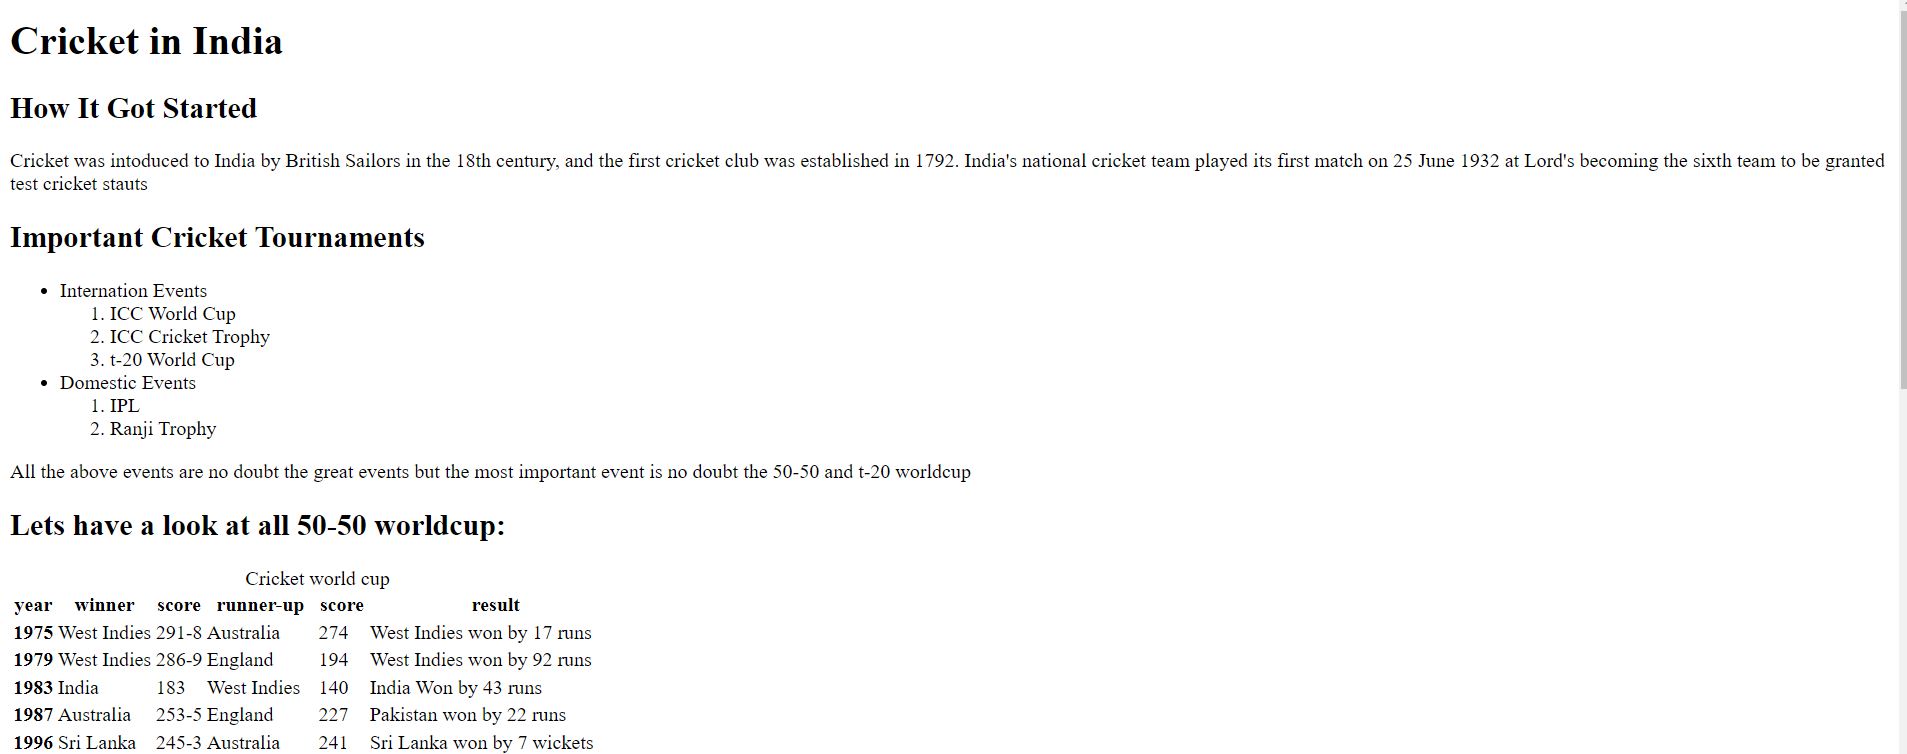 Cricket in India
How It Got Started
Cricket was intoduced to India by British Sailors in the 18th century, and the first cricket club was established in 1792. India's national cricket team played its first match on 25 June 1932 at Lord's becoming the sixth team to be granted
test cricket stauts
Important Cricket Tournaments
• Internation Events
1. ICC World Cup
2. ICC Cricket Trophy
3. t-20 World Cup
• Domestic Events
1. IPL
2. Ranji Trophy
All the above events are no doubt the great events but the most important event is no doubt the 50-50 and t-20 worldcup
Lets have a look at all 50-50 worldcup:
Cricket world cup
year winner score runner-up score result
1975 West Indies 291-8 Australia 274 West Indies won by 17 runs
1979 West Indies 286-9 England 194 West Indies won by 92 runs
1983 India 183 West Indies 140 India Won by 43 runs
1987 Australia 253-5 England 227 Pakistan won by 22 runs
1996 Sri Lanka 245-3 Australia 241 Sri Lanka won by 7 wickets